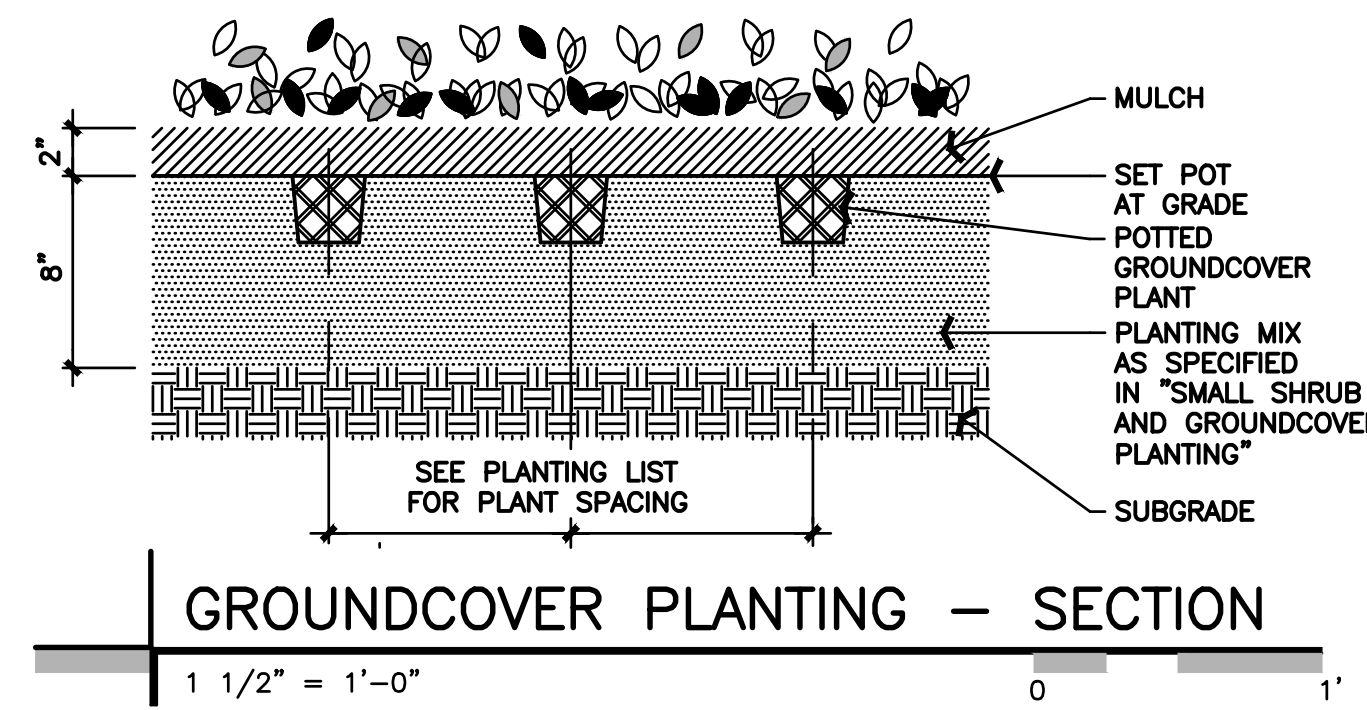 MULCH
2"
SET POT
AT GRADE
POTTED
GROUNDCOVER
PLANT
8"
PLANTING MIX
AS SPECIFIED
IN "SMALL SHRUB
AND GROUNDCOVER
PLANTING"
SUBGRADE
SEE PLANTING LIST
FOR PLANT SPACING
GROUNDCOVER PLANTING - SECTION
1 1/2" = 1'-0"
0 1'